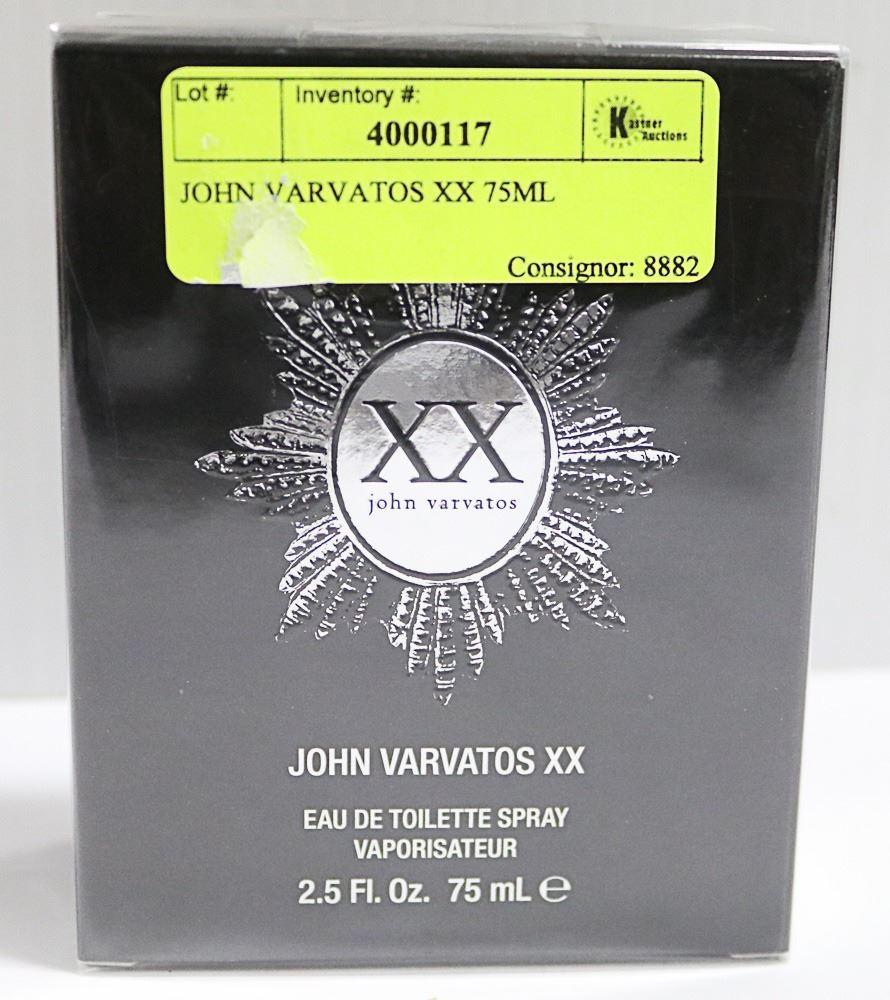 Lot #:
Inventory #:
4000117
Kastner
Auctions
JOHN VARVATOS XX 75ML
Consignor: 8882
XX
john varvatos
JOHN VARVATOS XX
EAU DE TOILETTE SPRAY
VAPORISATEUR
2.5 Fl. Oz. 75 mL ℮